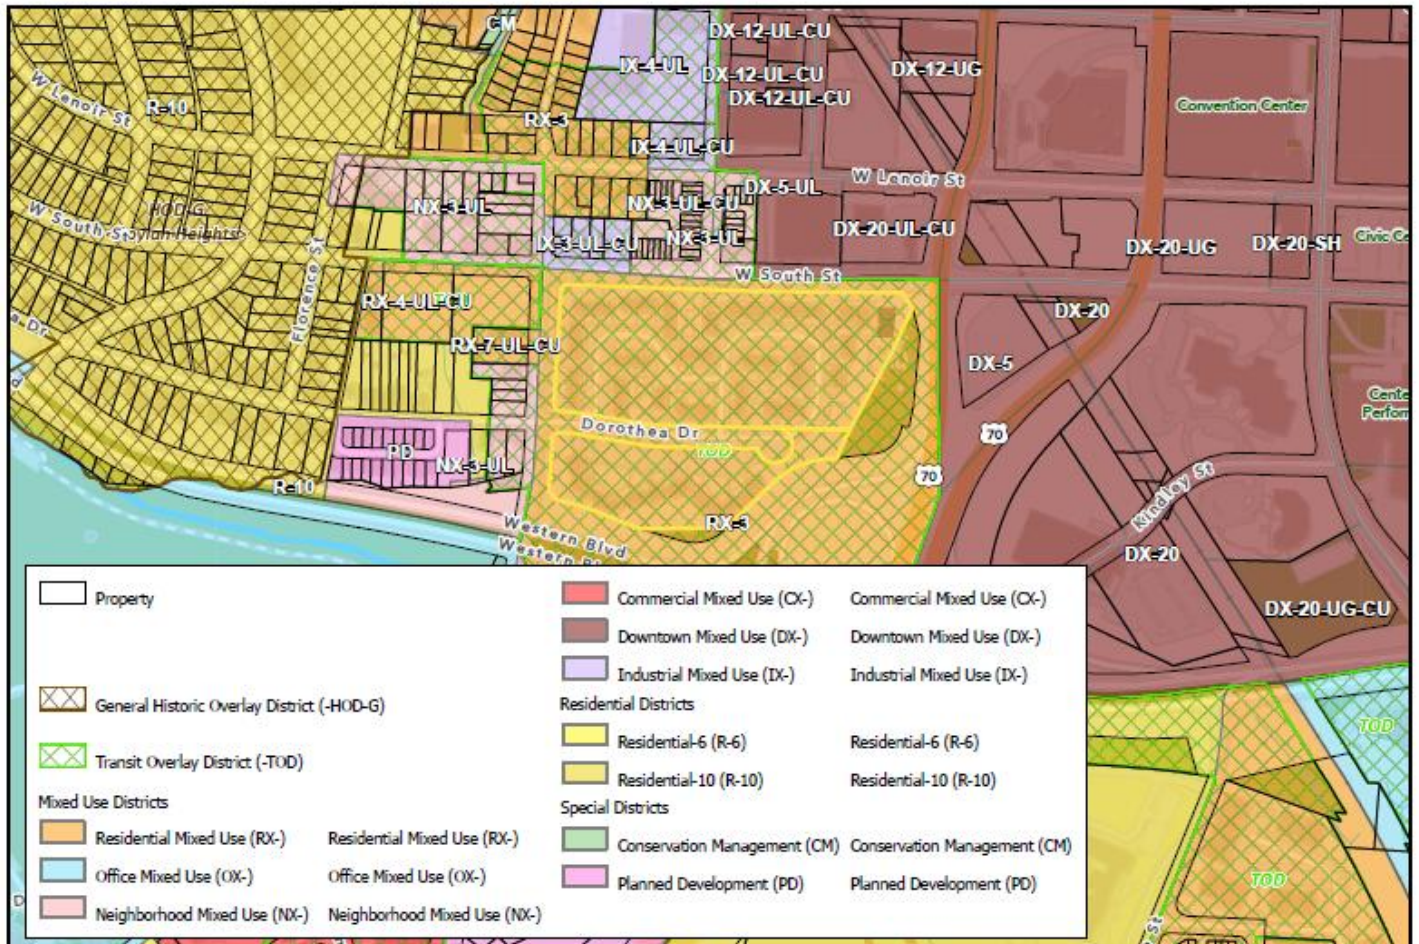 CM
DX-12-UL-CU
IX-4-UL
DX-12-UL-CU
DX-12-UG
W Lenoir St
R-10
DX-12-UL-CU
Convention Center
RX-3
IX-4-UL-CU
W Lenoir St
DX-5-UL
NX-3-UL
NX-3-UL-CU
HOD-G
W South St
Heights
IX-3-UL-CU
NX-3-UL
DX-20-UL-CU
DX-20-UG
DX-20-SH
Civic Ce
Florence St
W South St
RX-4-UL-CU
DX-20
a Dr
RX-7-UL-CU
DX-5
Cente
Perfor
Dorothea Dr
70
PD
TOD
NX-3-UL
70
R-10
RX-3
Kindley St
Western Blvd
Western B
DX-20
DX-20-UG-CU
TOD
TOD
St
Property
General Historic Overlay District (-HOD-G)
Transit Overlay District (-TOD)
Mixed Use Districts
Residential Mixed Use (RX-) Residential Mixed Use (RX-)
Office Mixed Use (OX-) Office Mixed Use (OX-)
Neighborhood Mixed Use (NX-) Neighborhood Mixed Use (NX-)
Commercial Mixed Use (CX-) Commercial Mixed Use (CX-)
Downtown Mixed Use (DX-) Downtown Mixed Use (DX-)
Industrial Mixed Use (IX-) Industrial Mixed Use (IX-)
Residential Districts
Residential-6 (R-6) Residential-6 (R-6)
Residential-10 (R-10) Residential-10 (R-10)
Special Districts
Conservation Management (CM) Conservation Management (CM)
Planned Development (PD) Planned Development (PD)